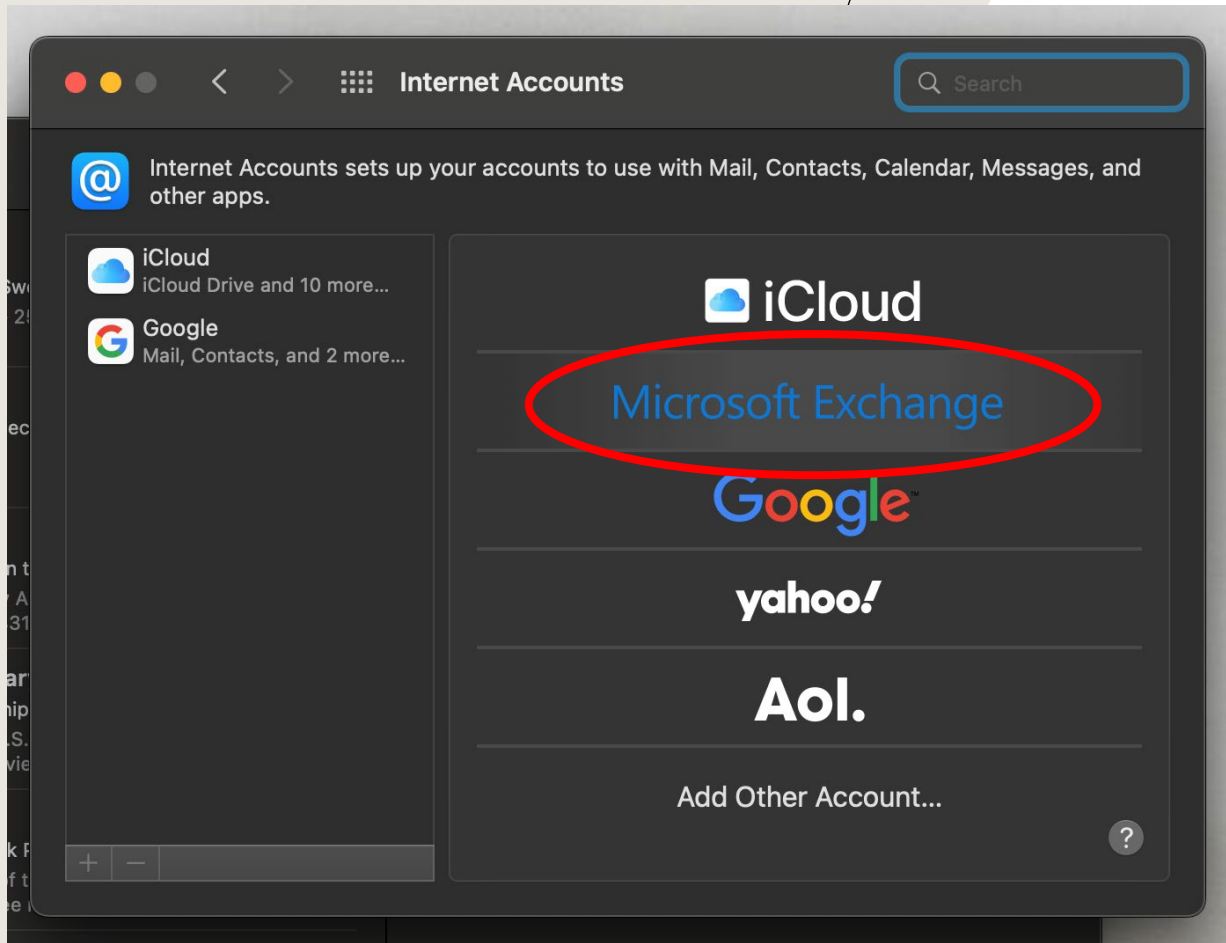 Internet Accounts
Search
Internet Accounts sets up your accounts to use with Mail, Contacts, Calendar, Messages, and
other apps.
iCloud
iCloud Drive and 10 more...
Google
Mail, Contacts, and 2 more...
iCloud
Microsoft Exchange
Google™
yahoo!
Aol.
Add Other Account...
?